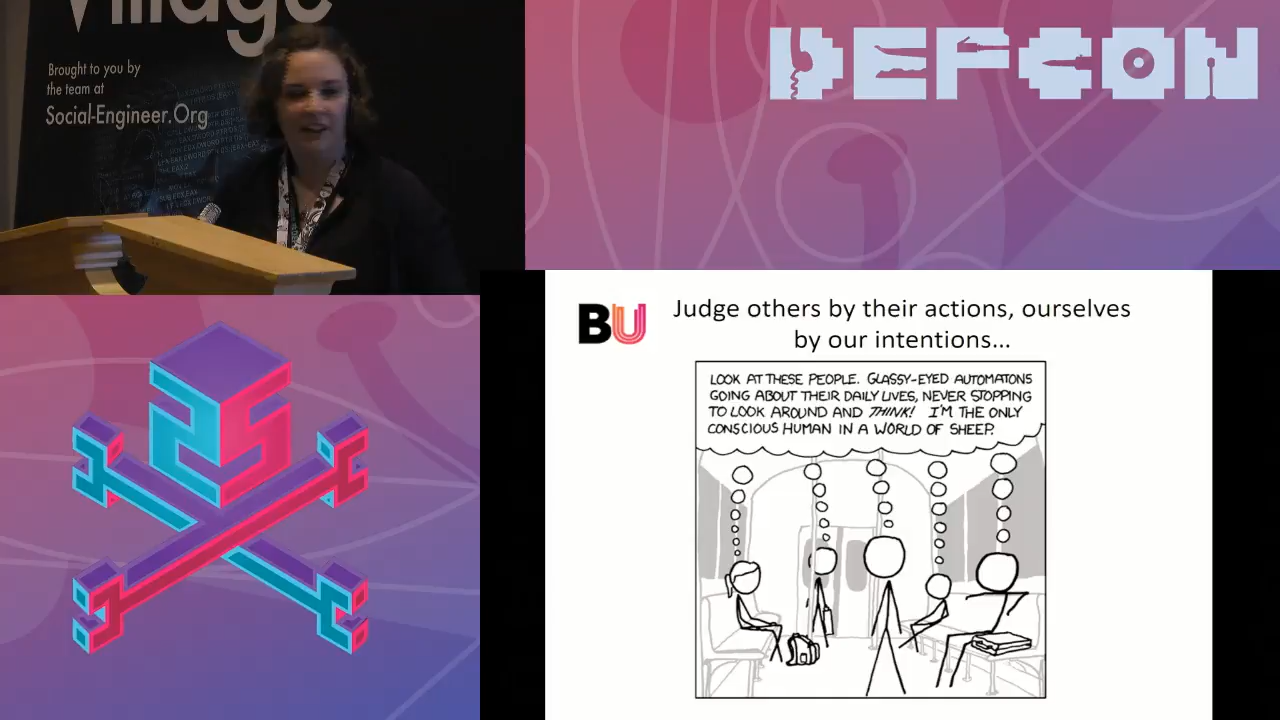 Village
Brought to you by
the team at
Social-Engineer.Org
DEFCON
BU
Judge others by their actions, ourselves
by our intentions...
LOOK AT THESE PEOPLE. GLASSY-EYED AUTOMATONS
GOING ABOUT THEIR DAILY LIVES, NEVER STOPPING
TO LOOK AROUND AND THINK! I'M THE ONLY
CONSCIOUS HUMAN IN A WORLD OF SHEEP.